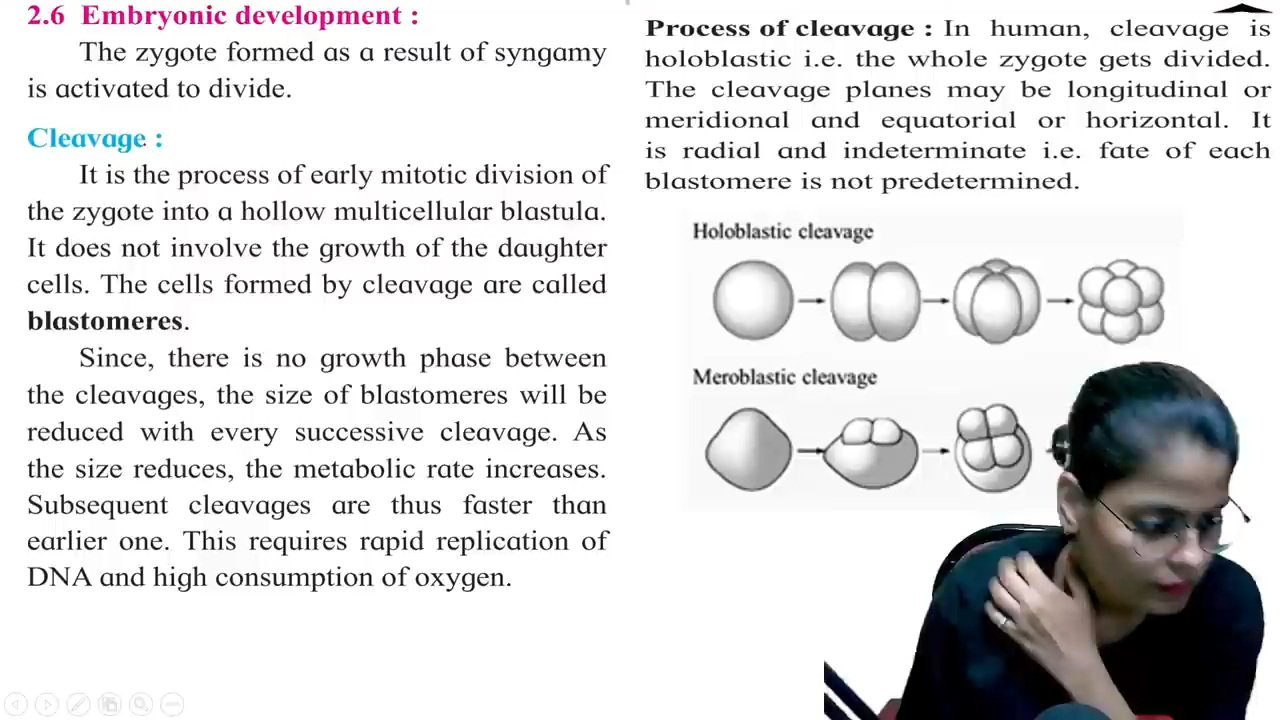 2.6 Embryonic development :
The zygote formed as a result of syngamy
is activated to divide.
Cleavage :
It is the process of early mitotic division of
the zygote into a hollow multicellular blastula.
It does not involve the growth of the daughter
cells. The cells formed by cleavage are called
blastomeres.
Since, there is no growth phase between
the cleavages, the size of blastomeres will be
reduced with every successive cleavage. As
the size reduces, the metabolic rate increases.
Subsequent cleavages are thus faster than
earlier one. This requires rapid replication of
DNA and high consumption of oxygen.
Process of cleavage : In human, cleavage is
holoblastic i.e. the whole zygote gets divided.
The cleavage planes may be longitudinal or
meridional and equatorial or horizontal. It
is radial and indeterminate i.e. fate of each
blastomere is not predetermined.
Holoblastic cleavage
Meroblastic cleavage